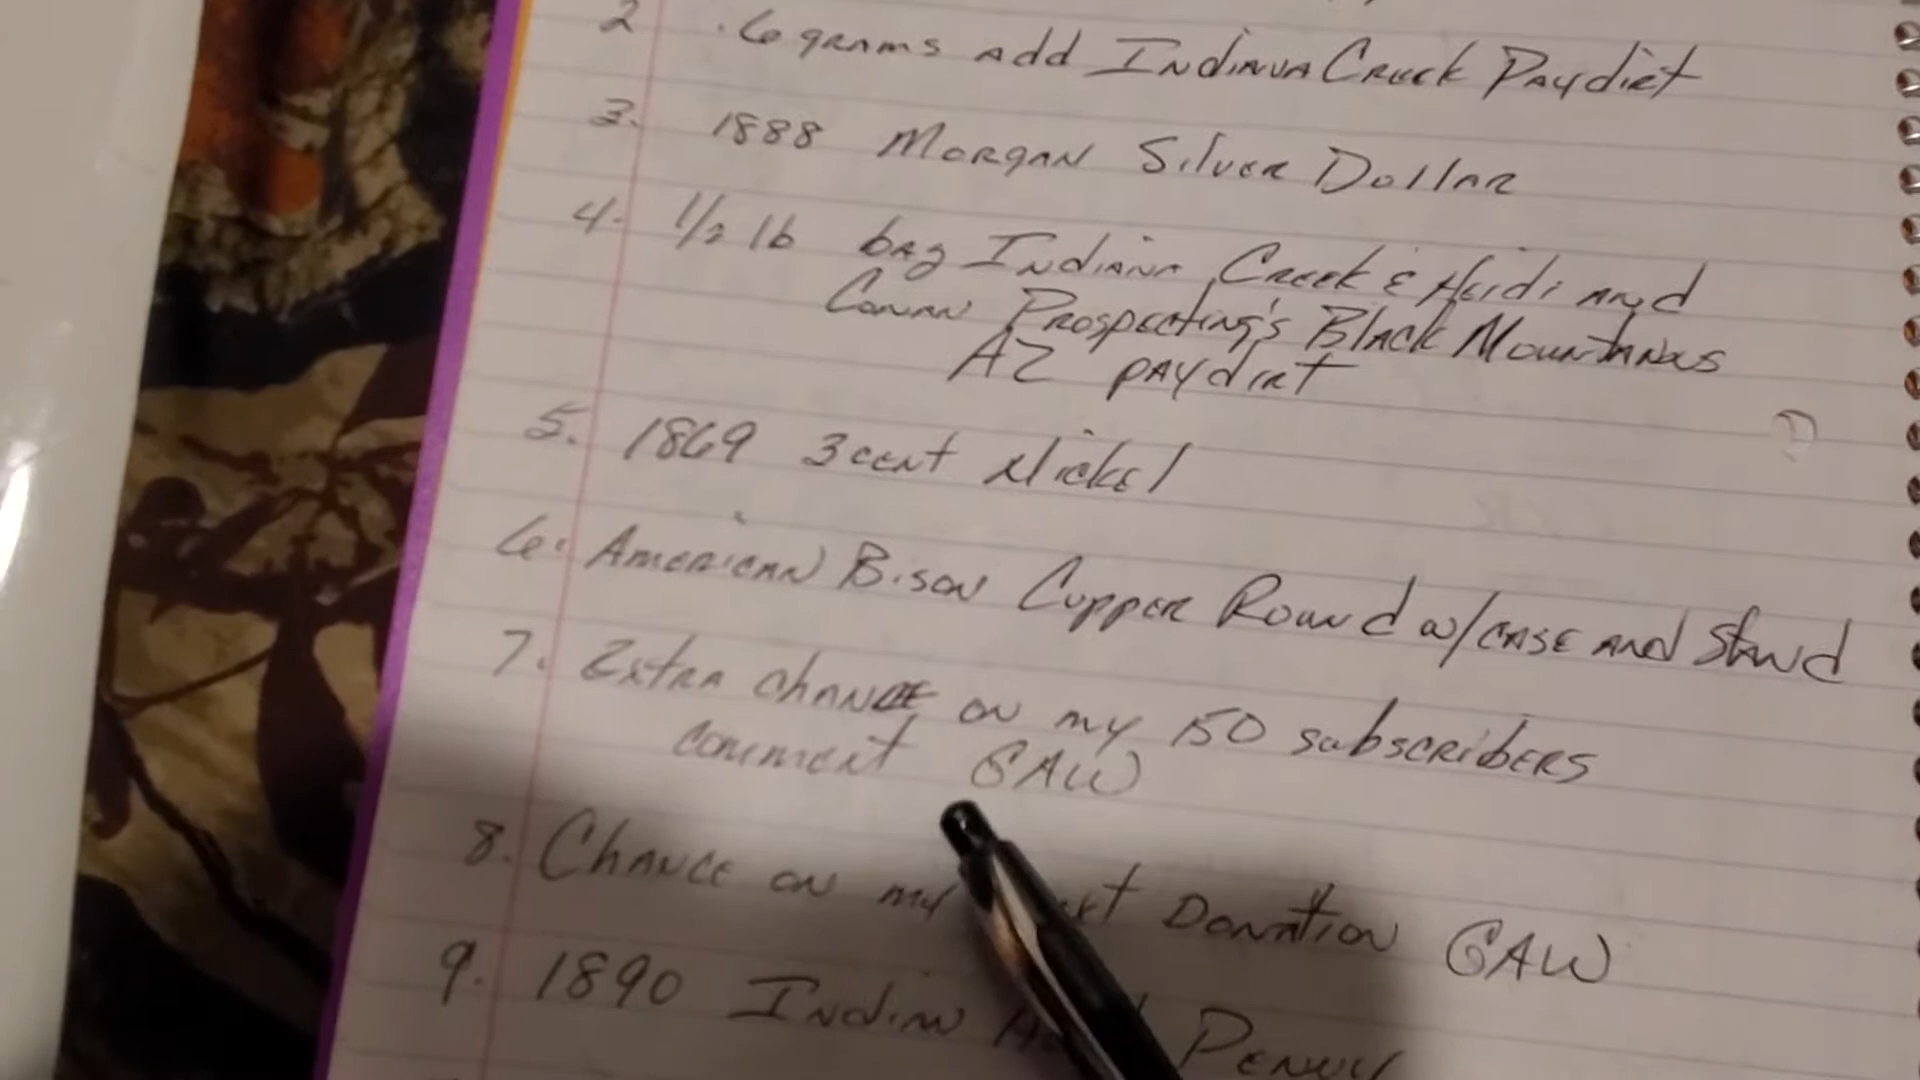 2 .6 grams Add Indiana Creek Paydirt
3. 1888 Morgan Silver Dollar
4. 1/2 lb bag Indiana Creek & Heidi and
Conan Prospecting's Black Mountains
AZ paydirt
5. 1869 3 cent Nickel
6. American Bison Copper Round w/case and Stand
7. Extra chance on my 150 subscribers
comment GAW
8. Chance on my Donation GAW
9. 1890 Indian Penny